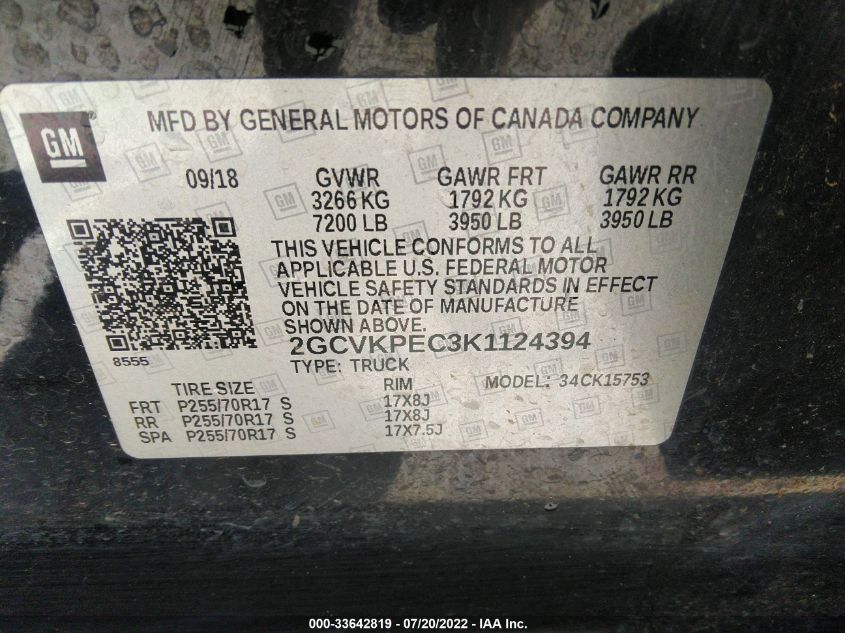 GM
MFD BY GENERAL MOTORS OF CANADA COMPANY
09/18 GVWR GAWR FRT GAWR RR
3266 KG 1792 KG 1792 KG
7200 LB 3950 LB 3950 LB
THIS VEHICLE CONFORMS TO ALL
APPLICABLE U.S. FEDERAL MOTOR
VEHICLE SAFETY STANDARDS IN EFFECT
ON THE DATE OF MANUFACTURE
SHOWN ABOVE.
2GCVKPEC3K1124394
8555
TYPE: TRUCK
MODEL: 34CK15753
TIRE SIZE RIM
FRT P255/70R17 S 17X8J
RR P255/70R17 S 17X8J
SPA P255/70R17 S 17X7.5J
000-33642819 - 07/20/2022 - IAA Inc.